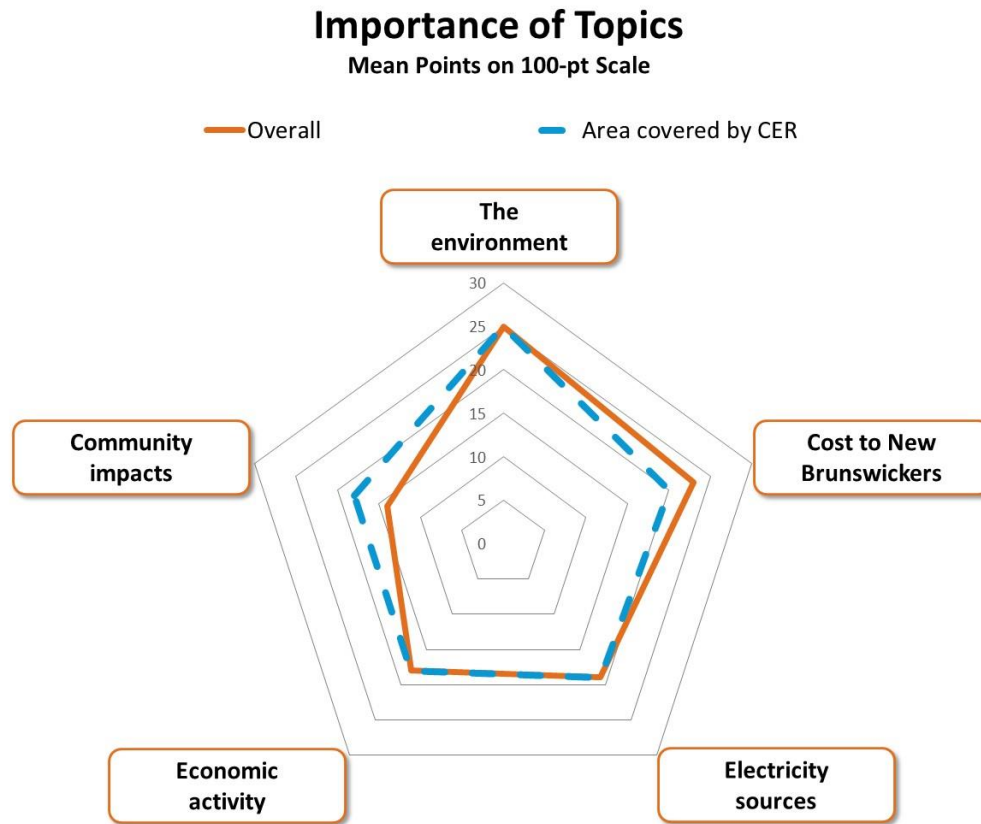 Importance of Topics
Mean Points on 100-pt Scale
Overall
Area covered by CER
The
environment
30
25
20
15
10
5
0
Community
impacts
Cost to New
Brunswickers
Economic
activity
Electricity
sources